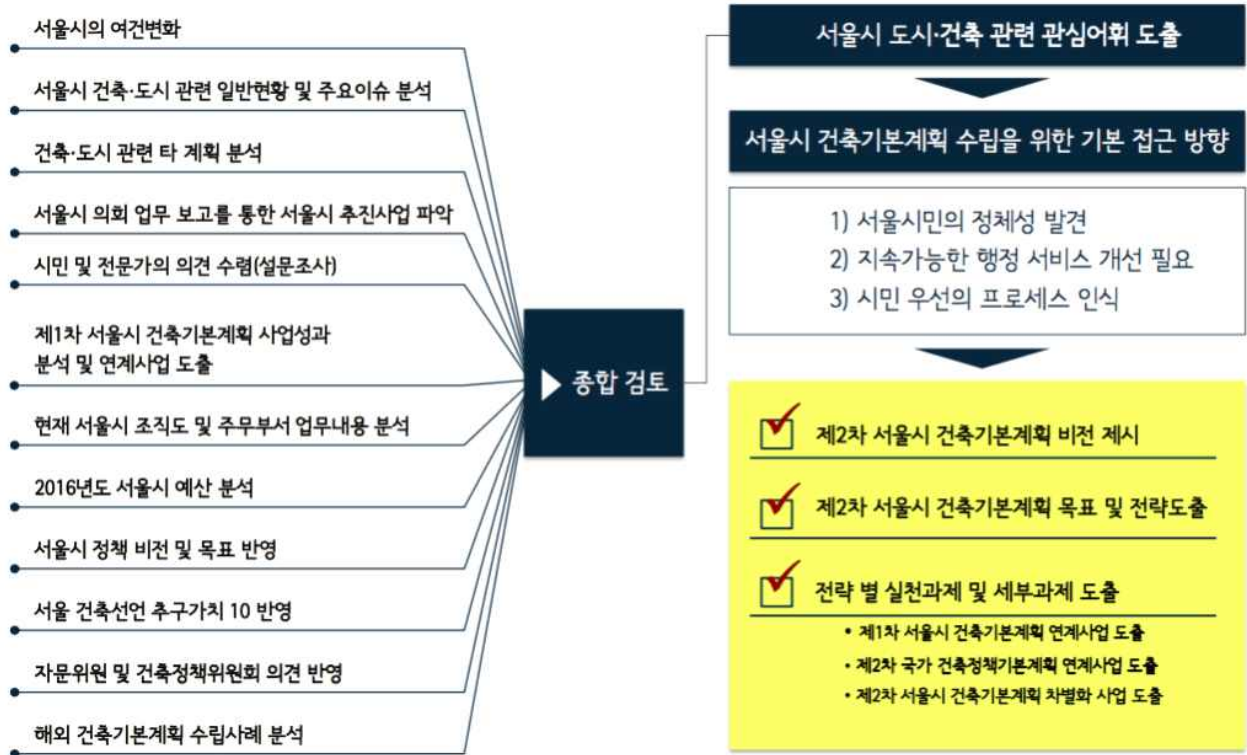 서울시의 여건변화
서울시 건축·도시 관련 일반현황 및 주요이슈 분석
건축·도시 관련 타 계획 분석
서울시 의회 업무 보고를 통한 서울시 추진사업 파악
시민 및 전문가의 의견 수렴(설문조사)
제1차 서울시 건축기본계획 사업성과
분석 및 연계사업 도출
현재 서울시 조직도 및 주무부서 업무내용 분석
2016년도 서울시 예산 분석
서울시 정책 비전 및 목표 반영
서울 건축선언 추구가치 10 반영
자문위원 및 건축정책위원회 의견 반영
해외 건축기본계획 수립사례 분석
종합 검토
서울시 도시·건축 관련 관심어휘 도출
서울시 건축기본계획 수립을 위한 기본 접근 방향
1) 서울시민의 정체성 발견
2) 지속가능한 행정 서비스 개선 필요
3) 시민 우선의 프로세스 인식
제2차 서울시 건축기본계획 비전 제시
제2차 서울시 건축기본계획 목표 및 전략도출
전략 별 실천과제 및 세부과제 도출
• 제1차 서울시 건축기본계획 연계사업 도출
• 제2차 국가 건축정책기본계획 연계사업 도출
• 제2차 서울시 건축기본계획 차별화 사업 도출